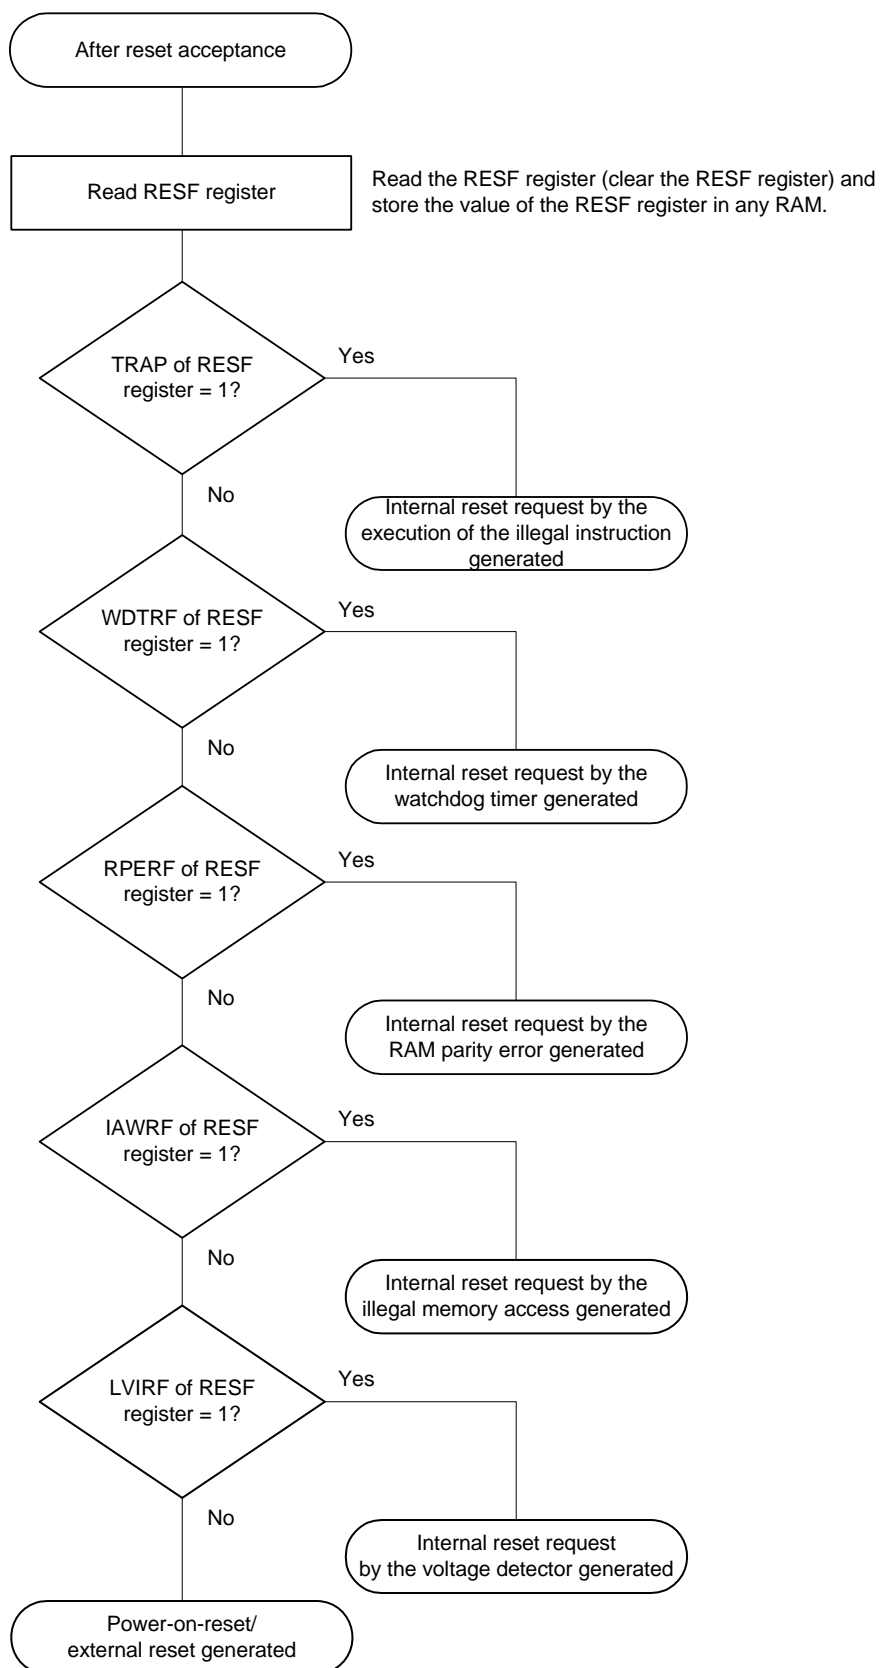 After reset acceptance
Read RESF register
Read the RESF register (clear the RESF register) and
store the value of the RESF register in any RAM.
TRAP of RESF
register = 1?
Yes
No
Internal reset request by the
execution of the illegal instruction
generated
WDTRF of RESF
register = 1?
Yes
No
Internal reset request by the
watchdog timer generated
RPERF of RESF
register = 1?
Yes
No
Internal reset request by the
RAM parity error generated
IAWRF of RESF
register = 1?
Yes
No
Internal reset request by the
illegal memory access generated
LVIRF of RESF
register = 1?
Yes
No
Internal reset request
by the voltage detector generated
Power-on-reset/
external reset generated